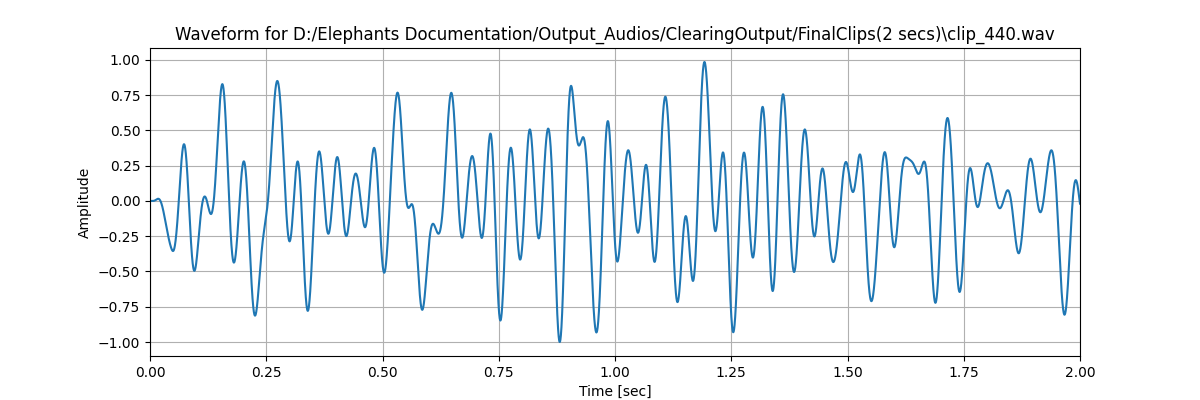 Waveform for D:/Elephants Documentation/Output_Audios/ClearingOutput/FinalClips(2 secs)\clip_440.wav
1.00
0.75
0.50
0.25
0.00
−0.25
−0.50
−0.75
−1.00
Amplitude
0.00 0.25 0.50 0.75 1.00 1.25 1.50 1.75 2.00
Time [sec]